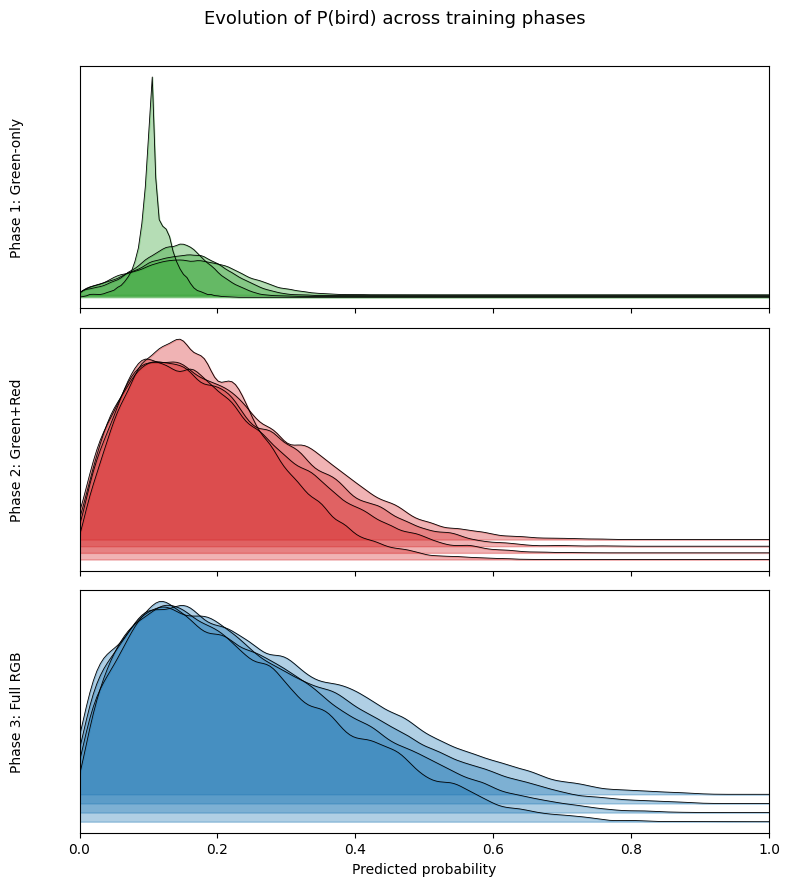 Evolution of P(bird) across training phases
Phase 1: Green-only
Phase 2: Green+Red
Phase 3: Full RGB
0.0 0.2 0.4 0.6 0.8 1.0
Predicted probability